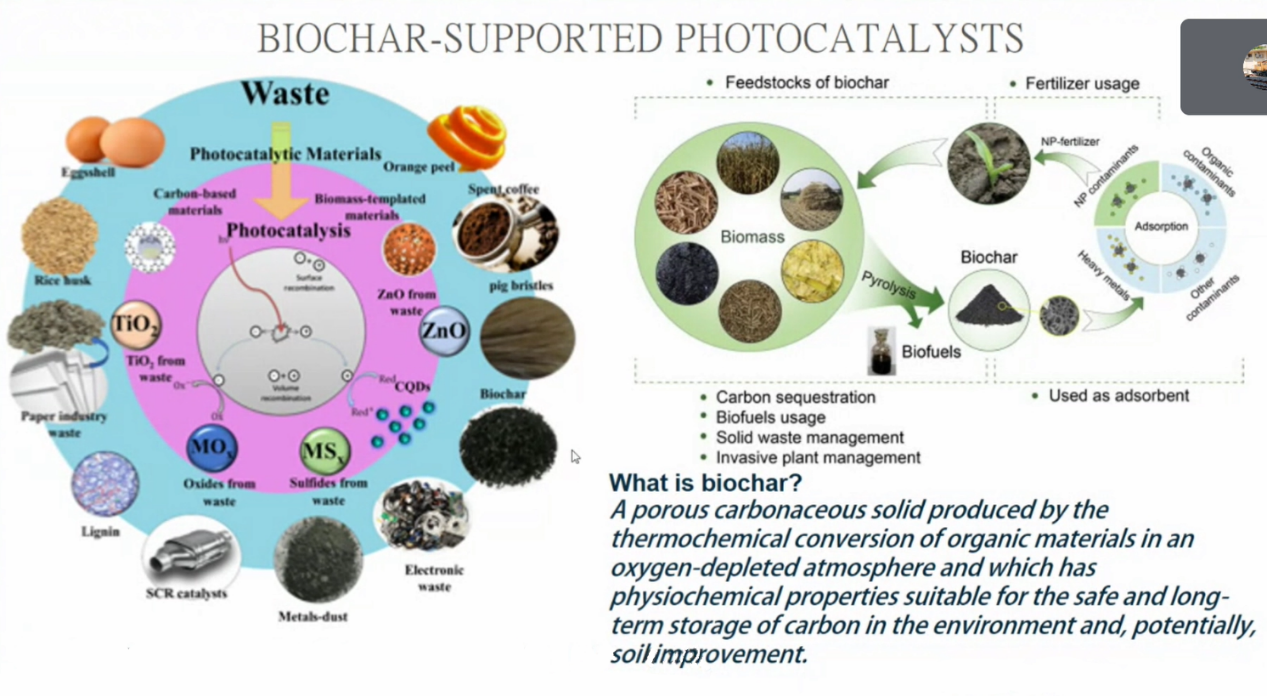 BIOCHAR-SUPPORTED PHOTOCATALYSTS
Waste
Photocatalytic Materials
Eggsshell
Orange peel
Carbon-based
materials
Biomass-templated
materials
Spent coffee
Photocatalysis
hν
Surface
recombination
Rice husk
pig bristles
ZnO from
waste
TiO₂
ZnO
TiO₂ from
waste
Ox
Ox
Volume
recombination
Red
Red⁺
CQDs
Paper industry
waste
Biochar
MOₓ
MSₓ
Oxides from
waste
Sulfides from
waste
Lignin
SCR catalysts
Metals-dust
Electronic
waste
• Feedstocks of biochar
• Fertilizer usage
NP-fertilizer
NP contaminants
Organic
contaminants
Adsorption
Heavy metals
Other
contaminants
Biomass
Pyrolysis
Biochar
Biofuels
• Carbon sequestration
• Biofuels usage
• Solid waste management
• Invasive plant management
• Used as adsorbent
What is biochar?
A porous carbonaceous solid produced by the
thermochemical conversion of organic materials in an
oxygen-depleted atmosphere and which has
physiochemical properties suitable for the safe and long-
term storage of carbon in the environment and, potentially,
soil improvement.